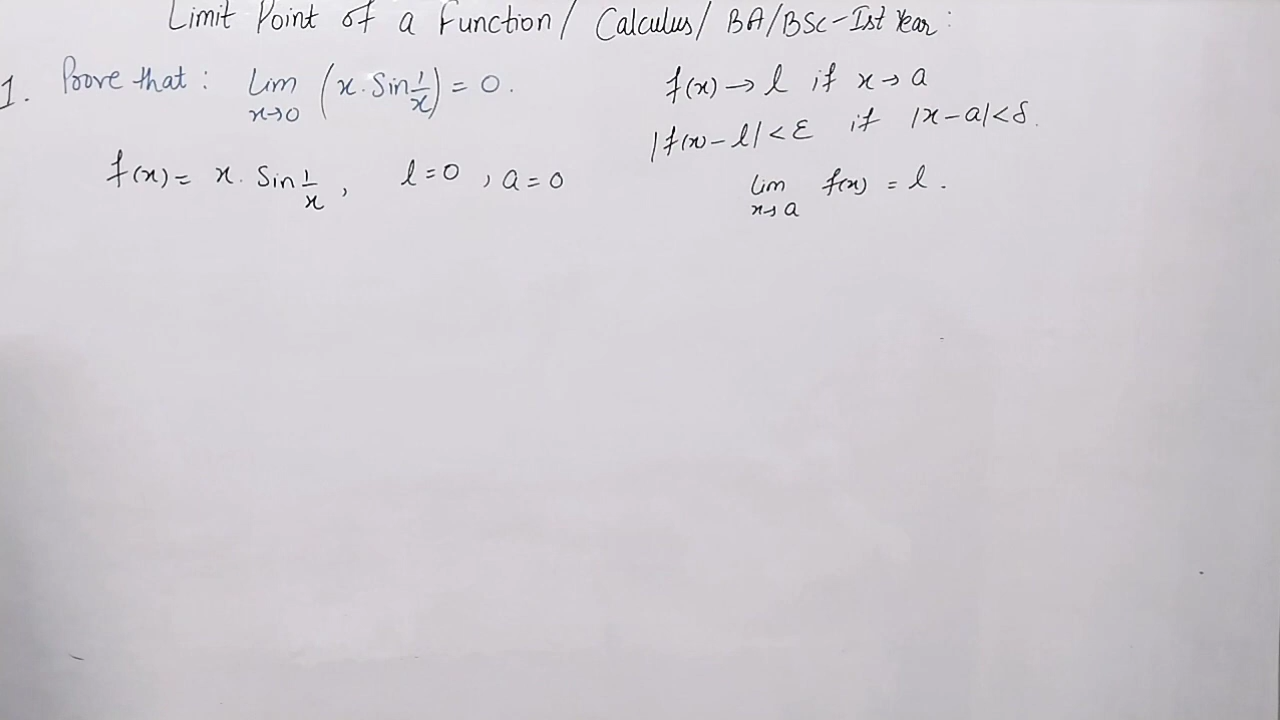 Limit Point of a Function / Calculus / BA/BSc-Ist Year:
1. Prove that: Lim x→0 (x. Sin 1/x) = 0.
f(x) → l if x → a
|f(x) - l| < ε if |x - a| < δ.
f(x) = x. Sin 1/x, l = 0, a = 0
lim x→a f(x) = l.